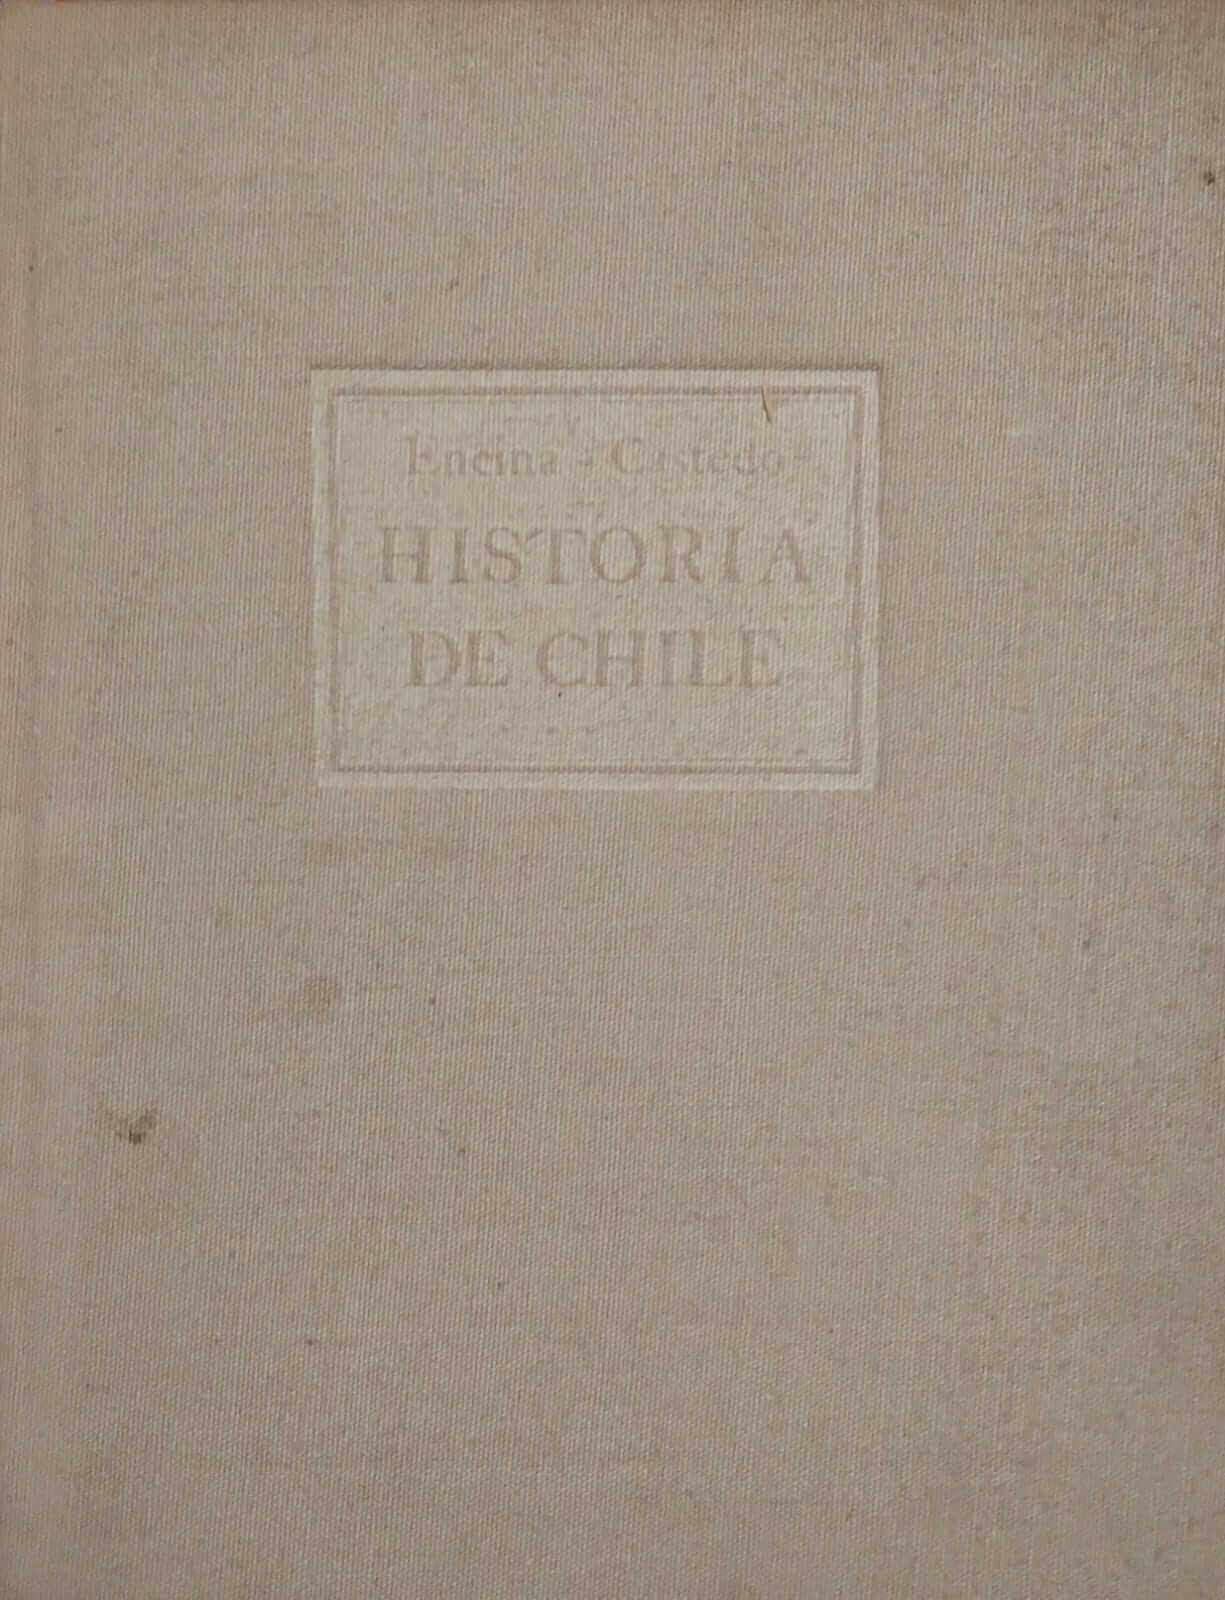 Encina - Castedo
HISTORIA
DE CHILE